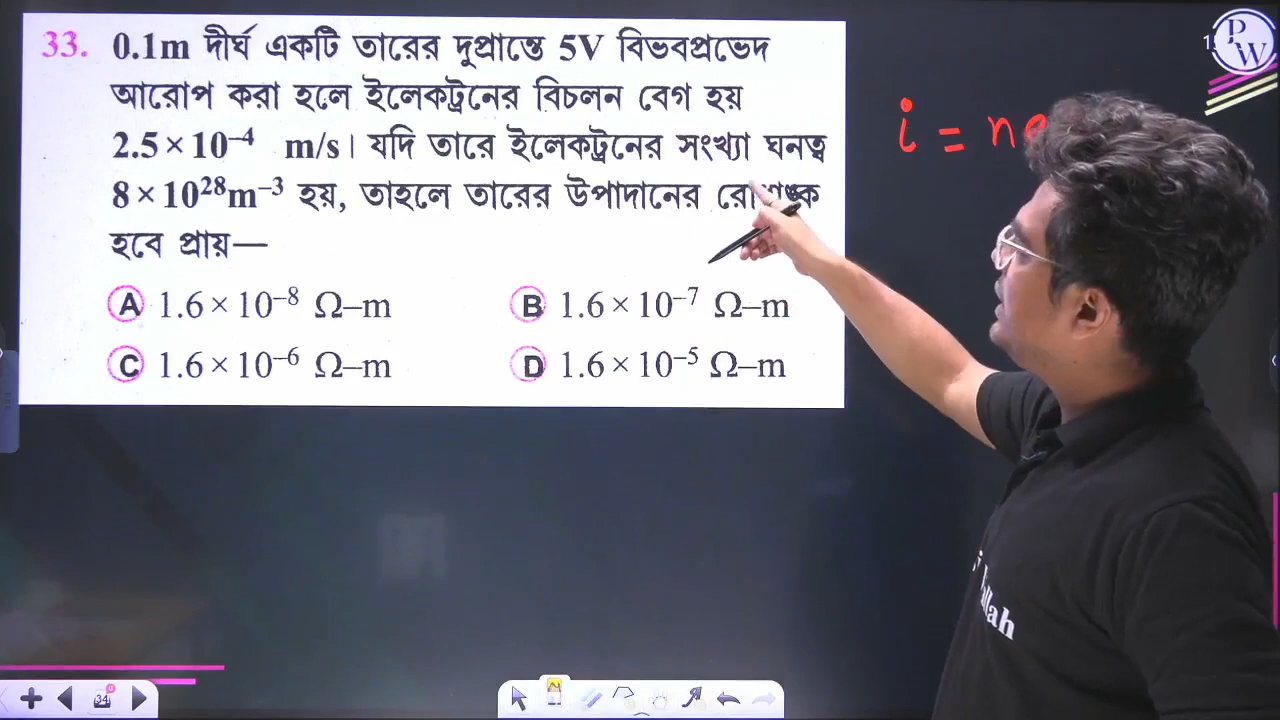 33. 0.1m দীর্ঘ একটি তারের দুপ্রান্তে 5V বিভবপ্রভেদ
আরোপ করা হলে ইলেকট্রনের বিচলন বেগ হয়
2.5 × 10⁻⁴ m/s। যদি তারে ইলেকট্রনের সংখ্যা ঘনত্ব
8 × 10²⁸m⁻³ হয়, তাহলে তারের উপাদানের
হবে প্রায়—
A 1.6 × 10⁻⁸ Ω–m B 1.6 × 10⁻⁷ Ω–m
C 1.6 × 10⁻⁶ Ω–m D 1.6 × 10⁻⁵ Ω–m
i = ne
PW
34